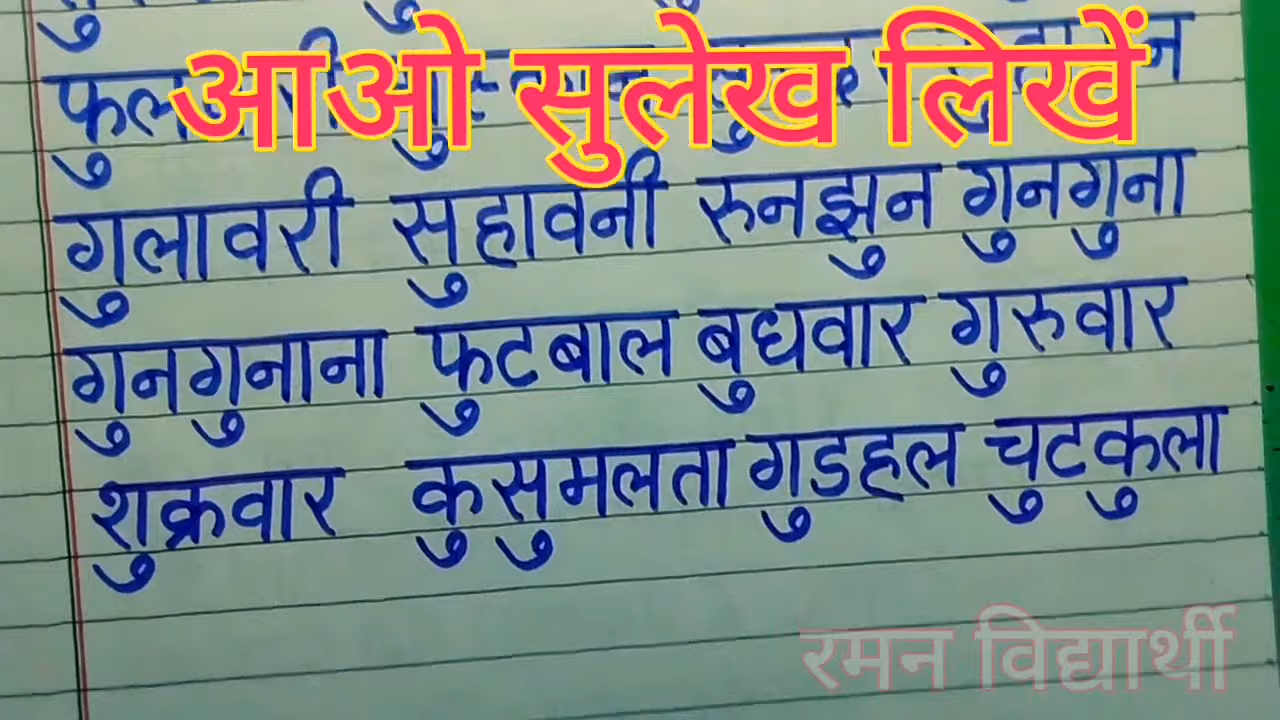 आओ सुलेख लिखें
गुलावरी सुहावनी रुनझुन गुनगुना
गुनगुनाना फुटबाल बुधवार गुरुवार
शुक्रवार कुसुमलता गुडहल चुटकुला
रमन विद्यार्थी